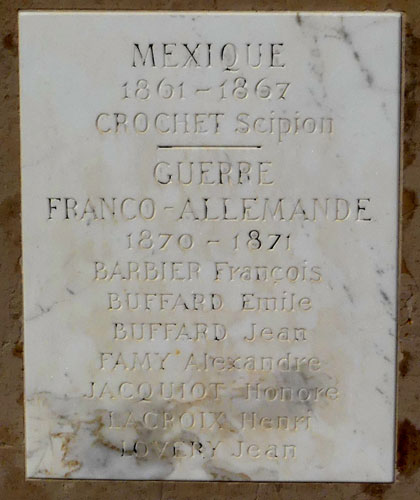 MEXIQUE
1861 - 1867
CROCHET Scipion
GUERRE
FRANCO-ALLEMANDE
1870 - 1871
BARBIER François
BUFFARD Emile
BUFFARD Jean
FAMY Alexandre
JACQUIOT Honoré
LACROIX Henri
Jean